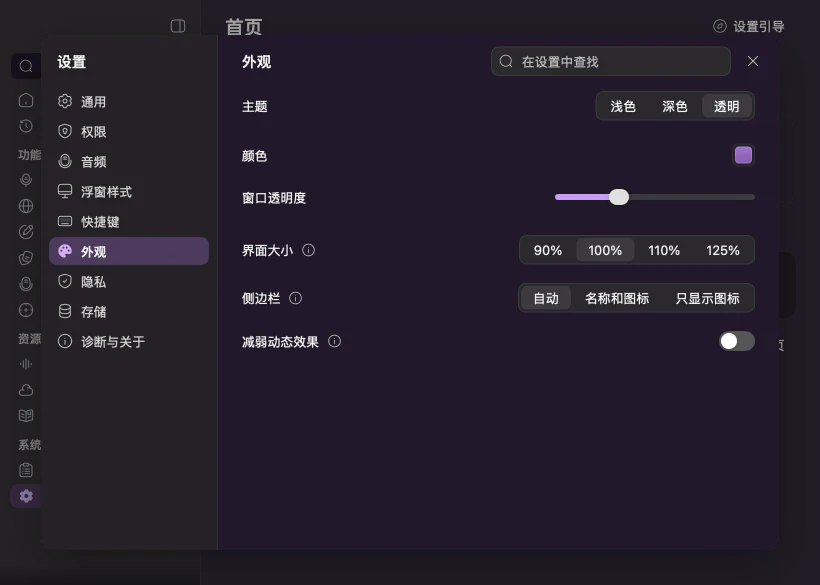 首页
设置引导
功能
资源
系统
页
设置
通用
权限
音频
浮窗样式
快捷键
外观
隐私
存储
诊断与关于
外观
在设置中查找
主题
浅色 深色 透明
颜色
窗口透明度
界面大小
90% 100% 110% 125%
侧边栏
自动 名称和图标 只显示图标
减弱动态效果